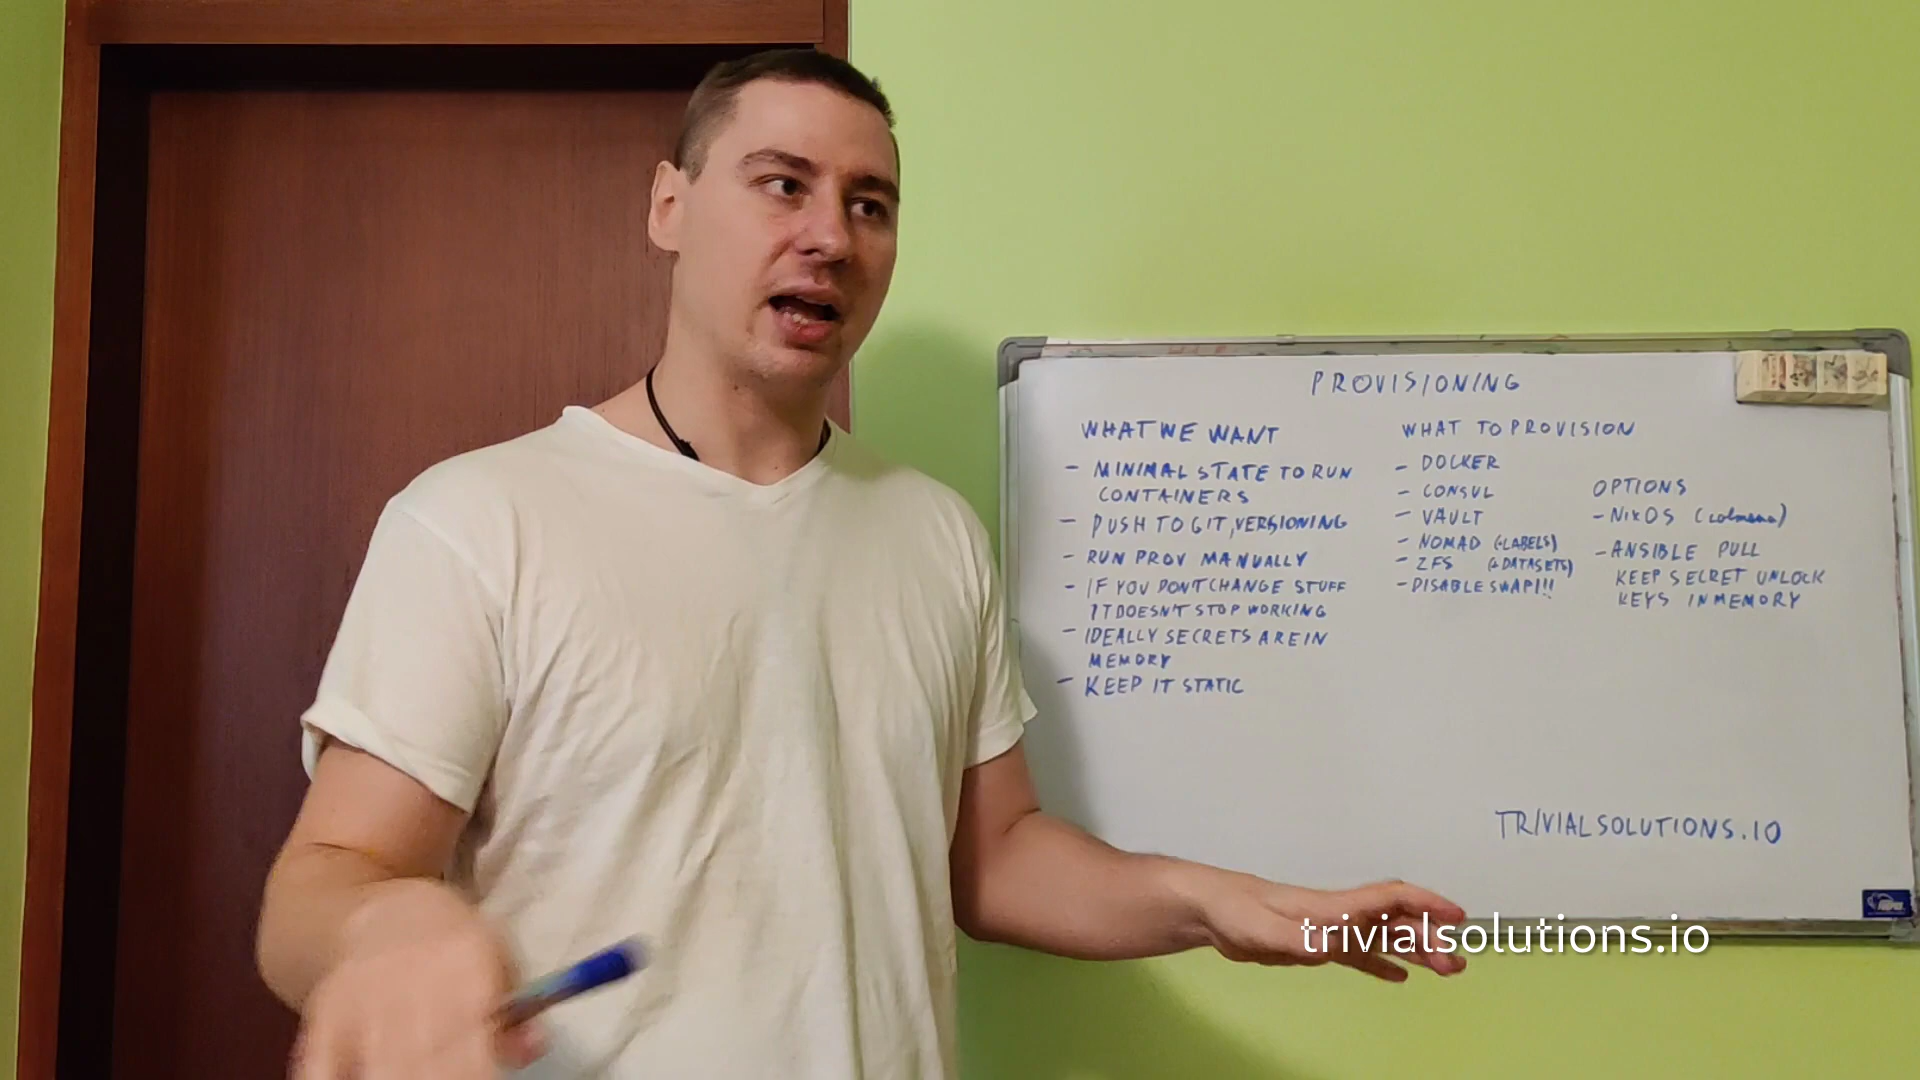 PROVISIONING
WHAT WE WANT
- MINIMAL STATE TO RUN
CONTAINERS
- PUSH TO GIT, VERSIONING
- RUN PROV MANUALLY
- IF YOU DONT CHANGE STUFF
IT DOESN'T STOP WORKING
- IDEALLY SECRETS ARE IN
MEMORY
- KEEP IT STATIC
WHAT TO PROVISION
- DOCKER
- CONSUL
- VAULT
- NOMAD (+LABELS)
- ZFS (+DATASETS)
- DISABLE SWAP!!!
OPTIONS
- NIXOS (colmena)
- ANSIBLE PULL
KEEP SECRET UNLOCK
KEYS IN MEMORY
TRIVIALSOLUTIONS.IO
trivialsolutions.io